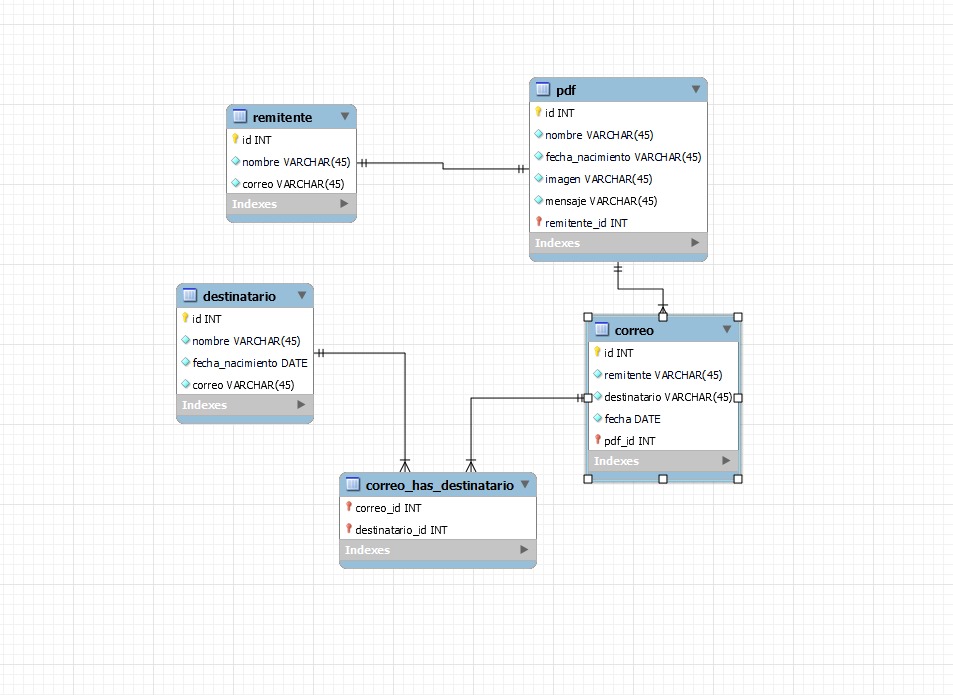 remitente
id INT
nombre VARCHAR(45)
correo VARCHAR(45)
Indexes
pdf
id INT
nombre VARCHAR(45)
fecha_nacimiento VARCHAR(45)
imagen VARCHAR(45)
mensaje VARCHAR(45)
remitente_id INT
Indexes
destinatario
id INT
nombre VARCHAR(45)
fecha_nacimiento DATE
correo VARCHAR(45)
Indexes
correo
id INT
remitente VARCHAR(45)
destinatario VARCHAR(45)
fecha DATE
pdf_id INT
Indexes
correo_has_destinatario
correo_id INT
destinatario_id INT
Indexes